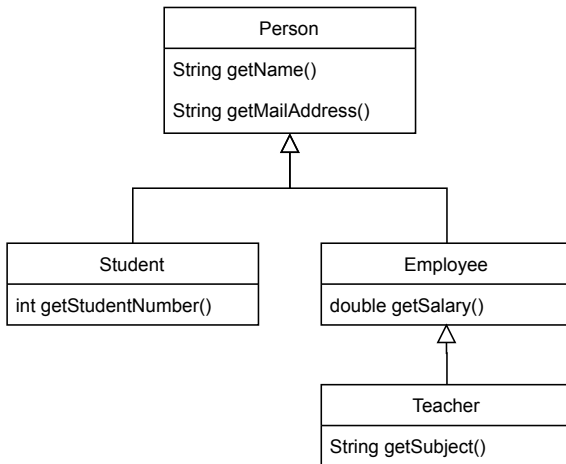 Person
String getName()
String getMailAddress()
Student
int getStudentNumber()
Employee
double getSalary()
Teacher
String getSubject()